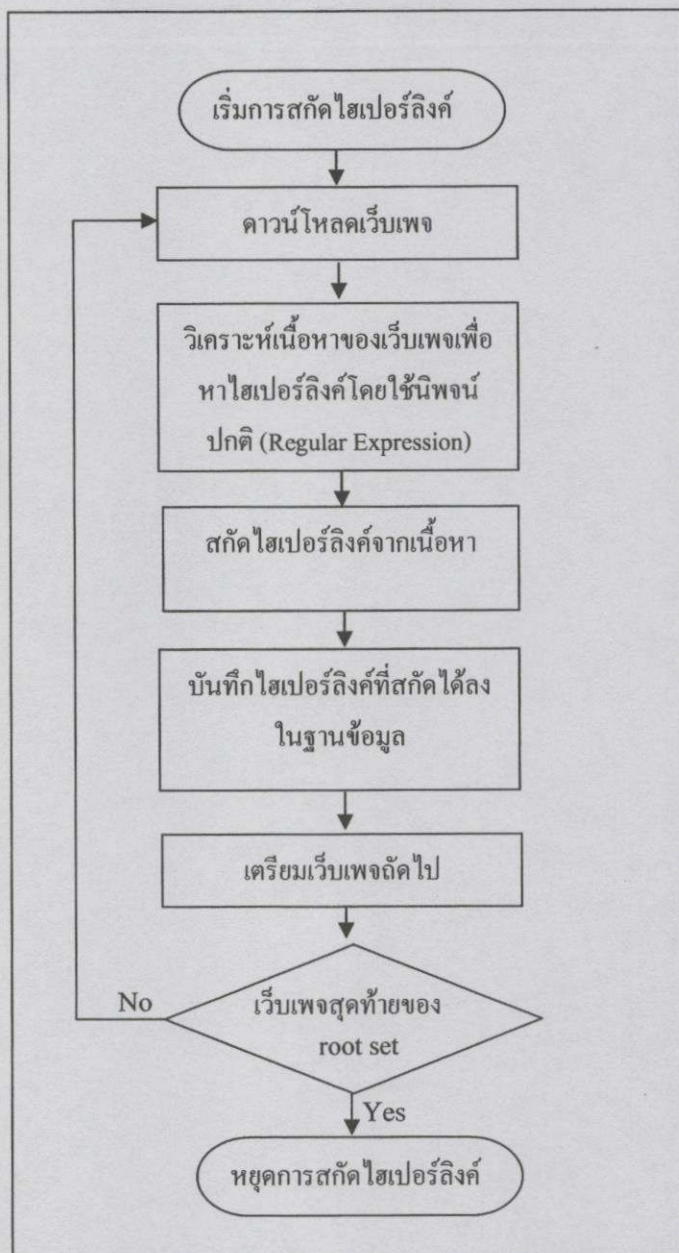 เริ่มการสกัดไฮเปอร์ลิงค์
ดาวน์โหลดเว็บเพจ
วิเคราะห์เนื้อหาของเว็บเพจเพื่อ
หาไฮเปอร์ลิงค์โดยใช้นิพจน์
ปกติ (Regular Expression)
สกัดไฮเปอร์ลิงค์จากเนื้อหา
บันทึกไฮเปอร์ลิงค์ที่สกัดได้ลง
ในฐานข้อมูล
เตรียมเว็บเพจถัดไป
No
เว็บเพจสุดท้ายของ
root set
Yes
หยุดการสกัดไฮเปอร์ลิงค์